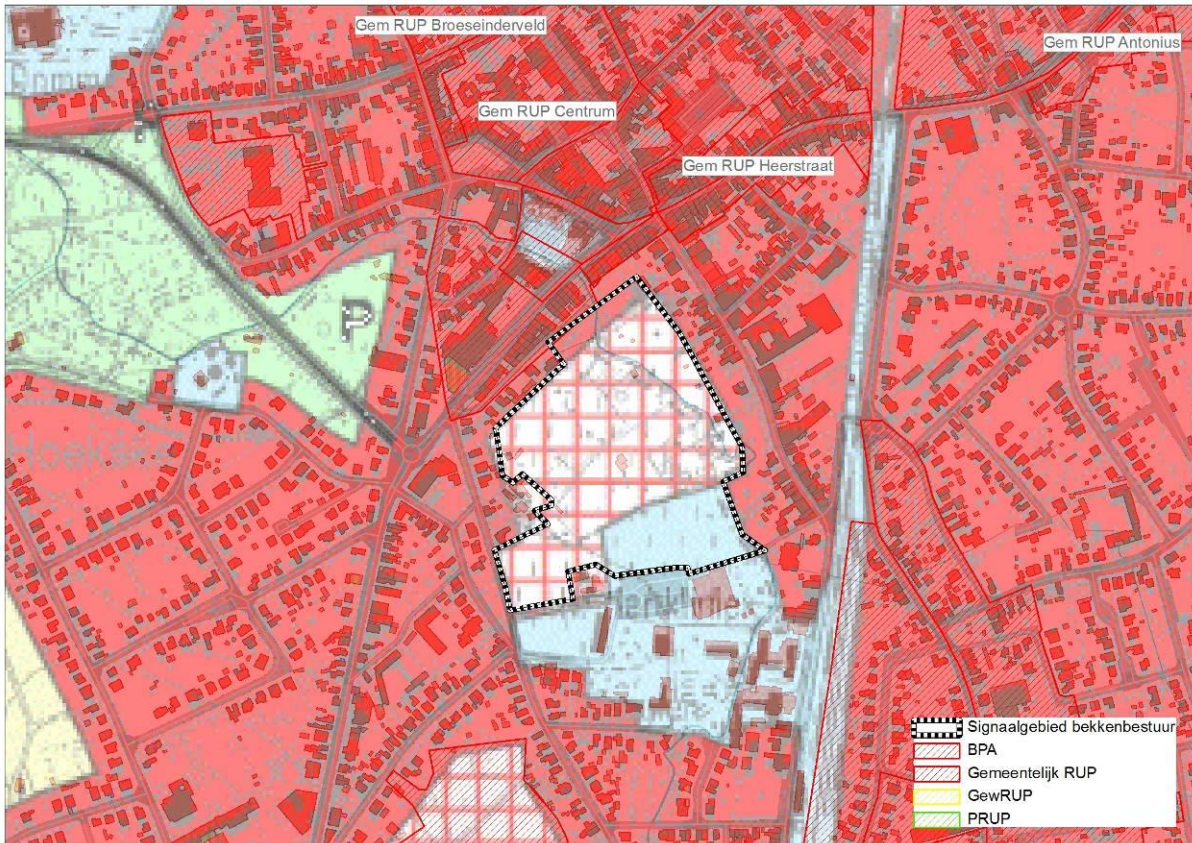 Gem RUP Broeseinderveld
Gem RUP Antonius
Gem RUP Centrum
Gem RUP Heerstraat
P
Signaalgebied bekkenbestuur
BPA
Gemeentelijk RUP
GewRUP
PRUP